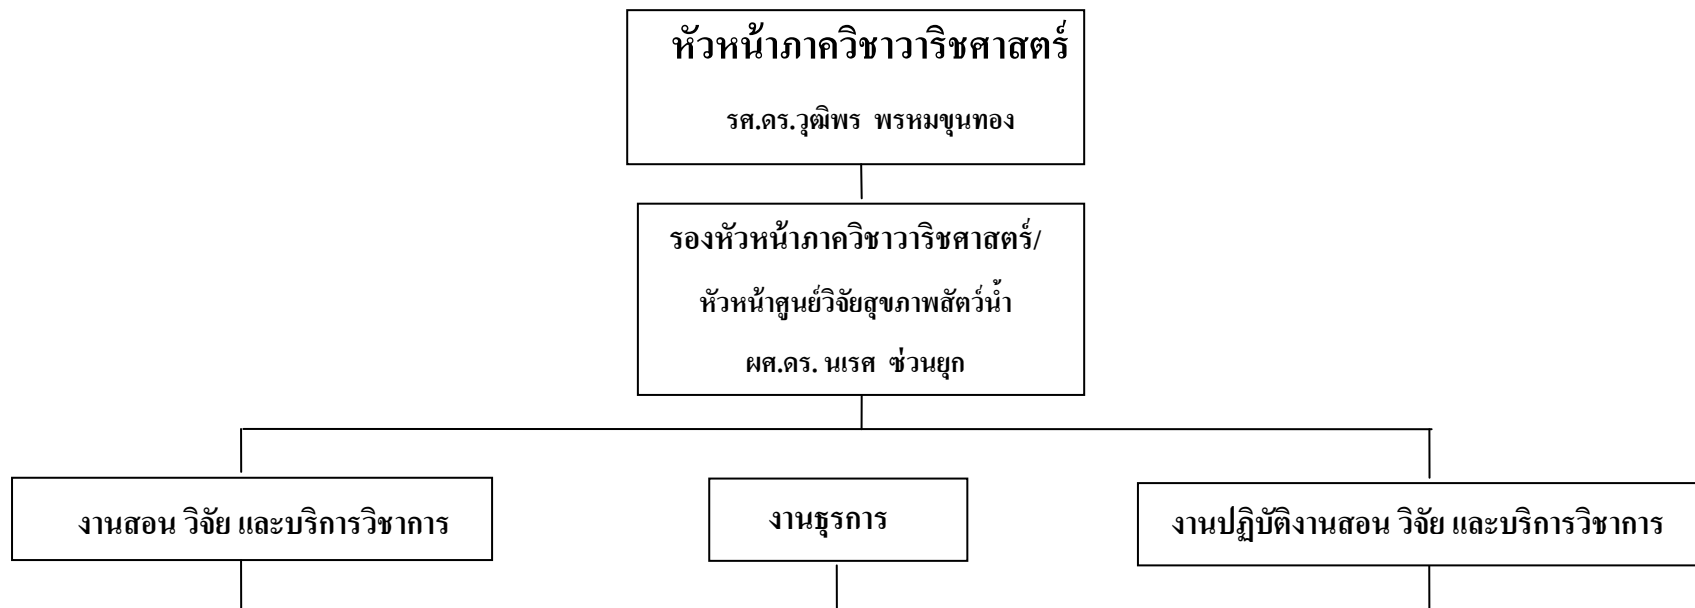 หัวหน้าภาควิชาวาริชศาสตร์
รศ.ดร.วุฒิพร  พรหมขุนทอง
รองหัวหน้าภาควิชาวาริชศาสตร์/
หัวหน้าศูนย์วิจัยสุขภาพสัตว์น้ำ
ผศ.ดร. นเรศ  ซ่วนยุก
งานสอน วิจัย และบริการวิชาการ
งานธุรการ
งานปฏิบัติงานสอน วิจัย และบริการวิชาการ